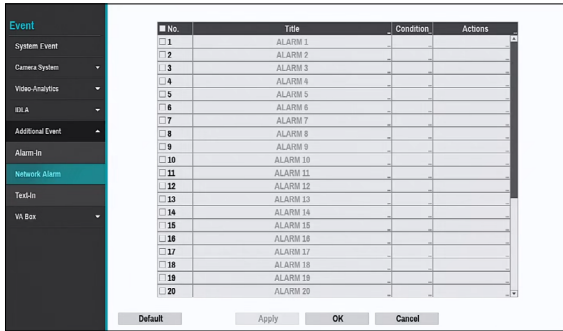 Event
System Event
Camera System
Video-Analytics
IDLA
Additional Event
Alarm-In
Network Alarm
Text-In
VA Box
No. Title ... Condition... Actions ...
1 ALARM 1 ... ... ...
2 ALARM 2 ... ... ...
3 ALARM 3 ... ... ...
4 ALARM 4 ... ... ...
5 ALARM 5 ... ... ...
6 ALARM 6 ... ... ...
7 ALARM 7 ... ... ...
8 ALARM 8 ... ... ...
9 ALARM 9 ... ... ...
10 ALARM 10 ... ... ...
11 ALARM 11 ... ... ...
12 ALARM 12 ... ... ...
13 ALARM 13 ... ... ...
14 ALARM 14 ... ... ...
15 ALARM 15 ... ... ...
16 ALARM 16 ... ... ...
17 ALARM 17 ... ... ...
18 ALARM 18 ... ... ...
19 ALARM 19 ... ... ...
20 ALARM 20 ... ... ...
Default Apply OK Cancel